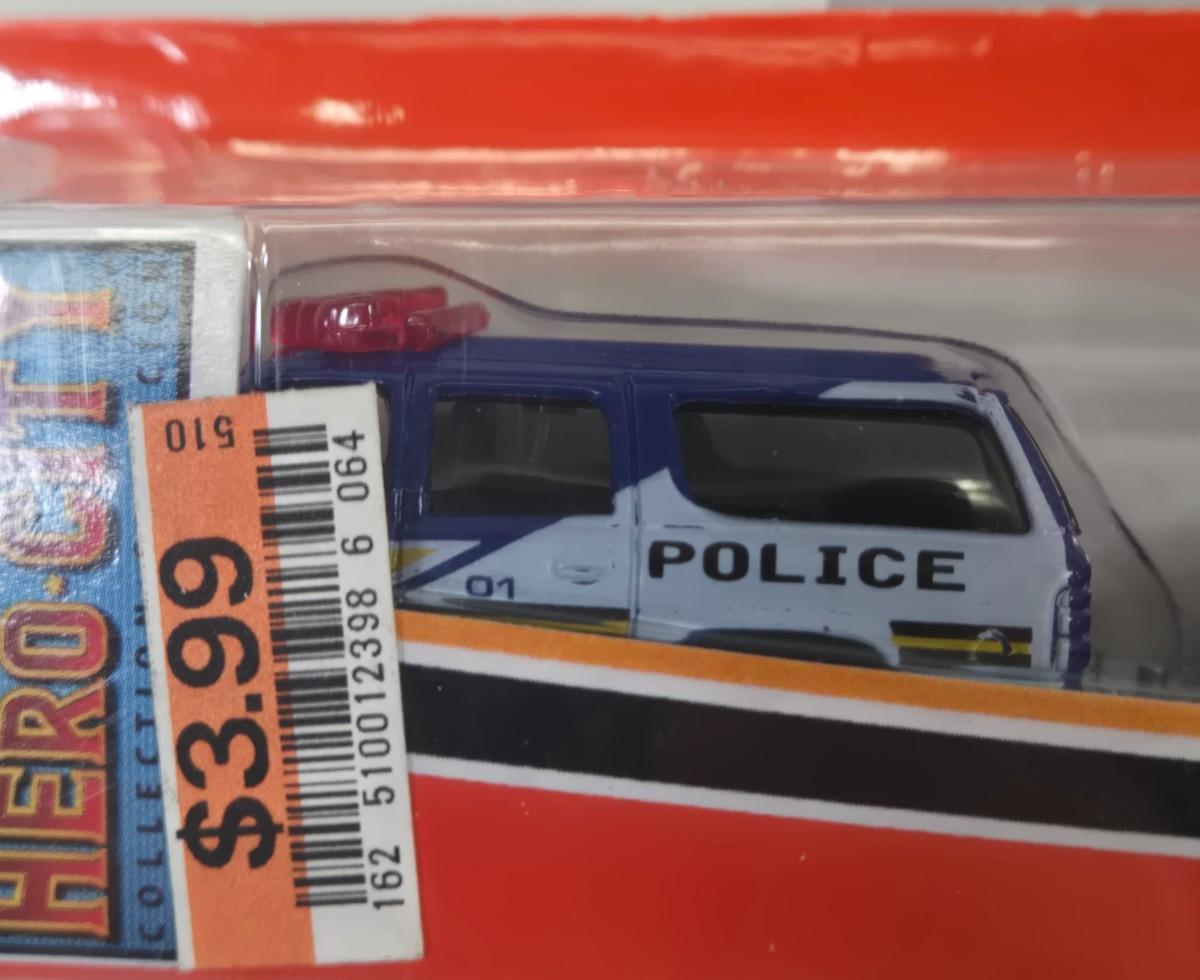 HERO·CITY
COLLECTION
510
$3.99
162 510012398 6 064
01
POLICE